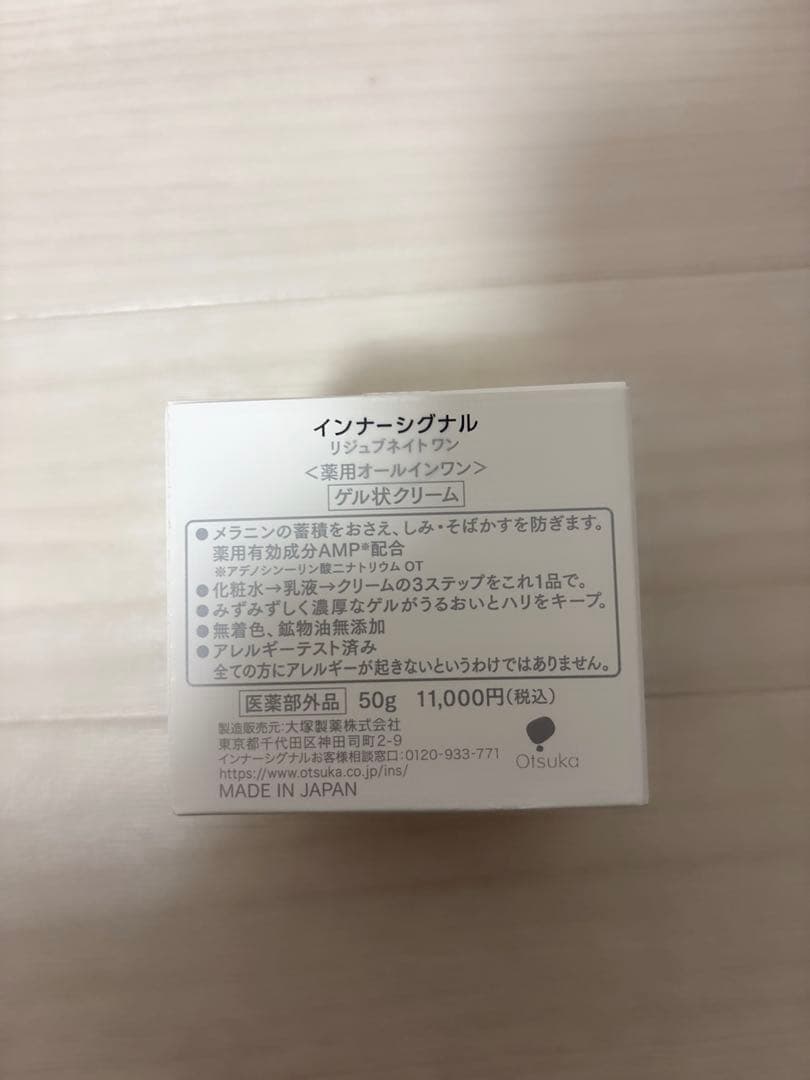 インナーシグナル
リジュブネイトワン
＜薬用オールインワン＞
ゲル状クリーム
●メラニンの蓄積をおさえ、しみ・そばかすを防ぎます。
薬用有効成分AMP※配合
※アデノシン一リン酸二ナトリウム OT
●化粧水→乳液→クリームの3ステップをこれ1品で。
●みずみずしく濃厚なゲルがうるおいとハリをキープ。
●無着色、鉱物油無添加
●アレルギーテスト済み
全ての方にアレルギーが起きないというわけではありません。
医薬部外品 50g 11,000円(税込)
製造販売元:大塚製薬株式会社
東京都千代田区神田司町2-9
インナーシグナルお客様相談窓口:0120-933-771
https://www.otsuka.co.jp/ins/
MADE IN JAPAN
Otsuka